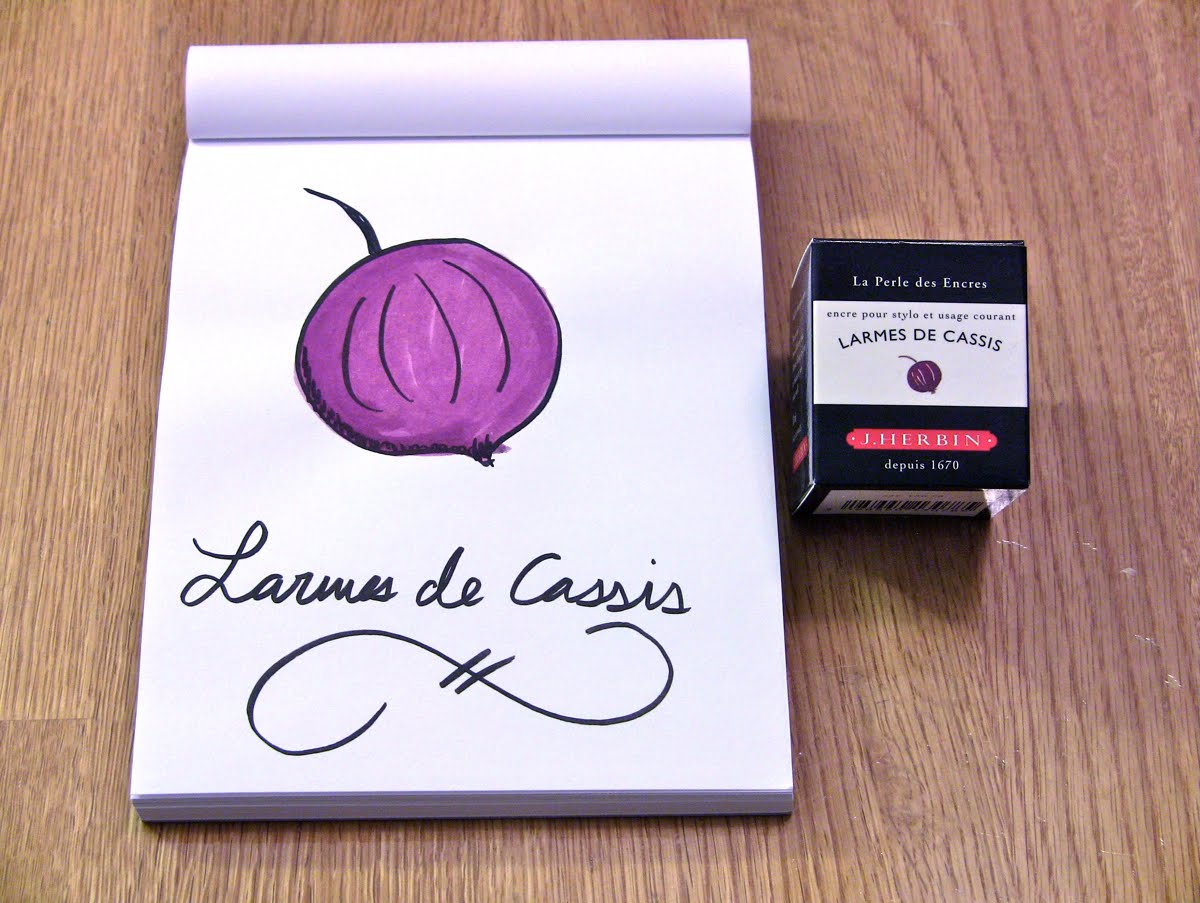 Larmes de Cassis
La Perle des Encres
encre pour stylo et usage courant
LARMES DE CASSIS
J.HERBIN
depuis 1670